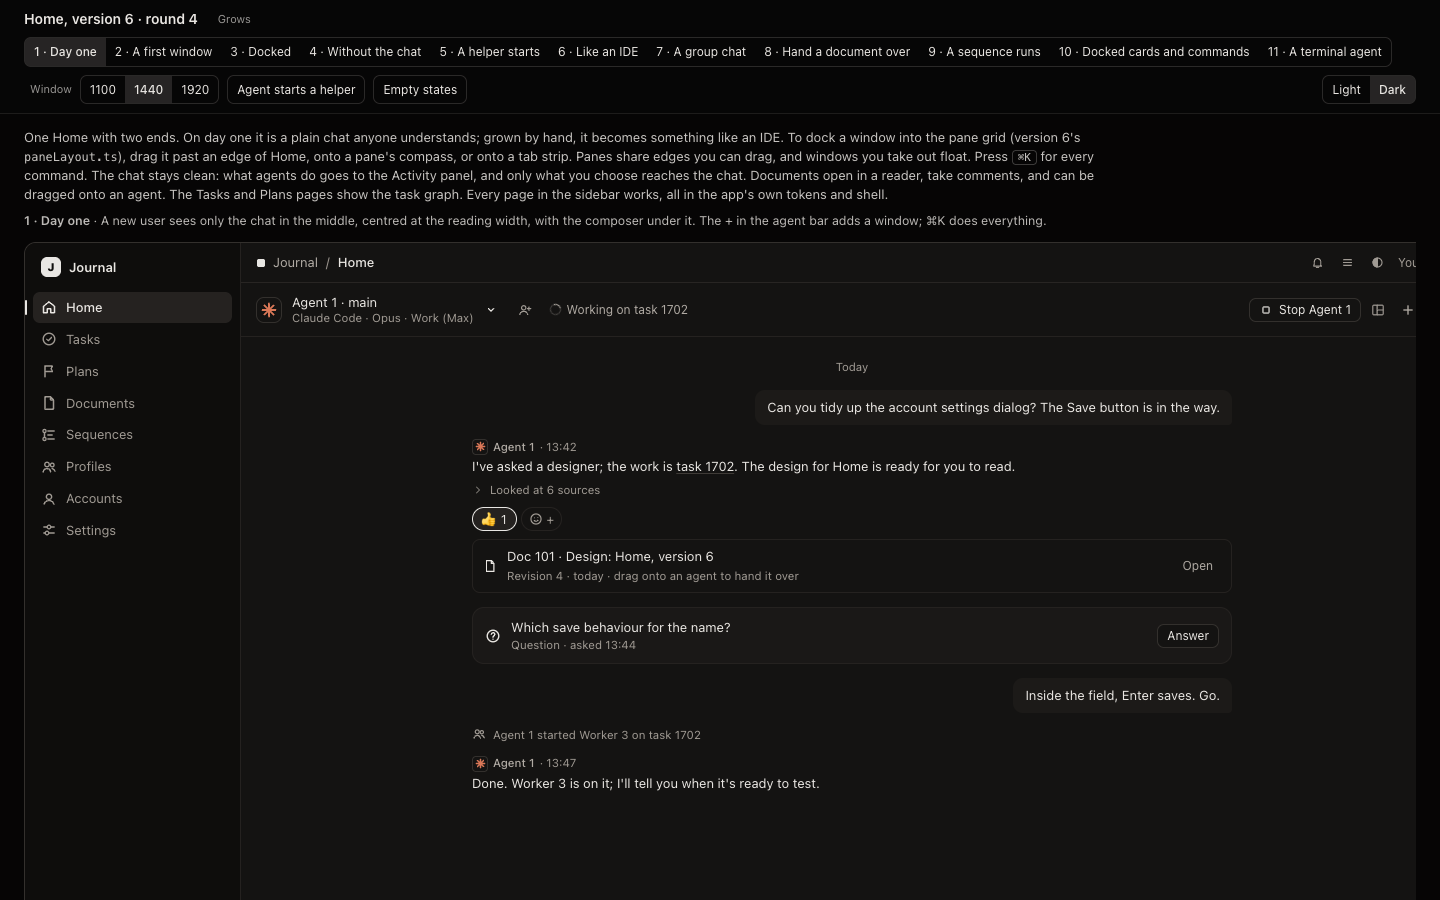 Home, version 6 · round 4 Grows
1 · Day one 2 · A first window 3 · Docked 4 · Without the chat 5 · A helper starts 6 · Like an IDE 7 · A group chat 8 · Hand a document over 9 · A sequence runs 10 · Docked cards and commands 11 · A terminal agent
Window 1100 1440 1920 Agent starts a helper Empty states Light Dark
One Home with two ends. On day one it is a plain chat anyone understands; grown by hand, it becomes something like an IDE. To dock a window into the pane grid (version 6's
paneLayout.ts), drag it past an edge of Home, onto a pane's compass, or onto a tab strip. Panes share edges you can drag, and windows you take out float. Press ⌘K for every
command. The chat stays clean: what agents do goes to the Activity panel, and only what you choose reaches the chat. Documents open in a reader, take comments, and can be
dragged onto an agent. The Tasks and Plans pages show the task graph. Every page in the sidebar works, all in the app's own tokens and shell.
1 · Day one · A new user sees only the chat in the middle, centred at the reading width, with the composer under it. The + in the agent bar adds a window; ⌘K does everything.
J Journal
Home
Tasks
Plans
Documents
Sequences
Profiles
Accounts
Settings
Journal / Home
You
Agent 1 · main
Claude Code · Opus · Work (Max)
Working on task 1702
Stop Agent 1
Today
Can you tidy up the account settings dialog? The Save button is in the way.
Agent 1 · 13:42
I've asked a designer; the work is task 1702. The design for Home is ready for you to read.
Looked at 6 sources
👍 1 +
Doc 101 · Design: Home, version 6
Revision 4 · today · drag onto an agent to hand it over
Open
Which save behaviour for the name?
Question · asked 13:44
Answer
Inside the field, Enter saves. Go.
Agent 1 started Worker 3 on task 1702
Agent 1 · 13:47
Done. Worker 3 is on it; I'll tell you when it's ready to test.